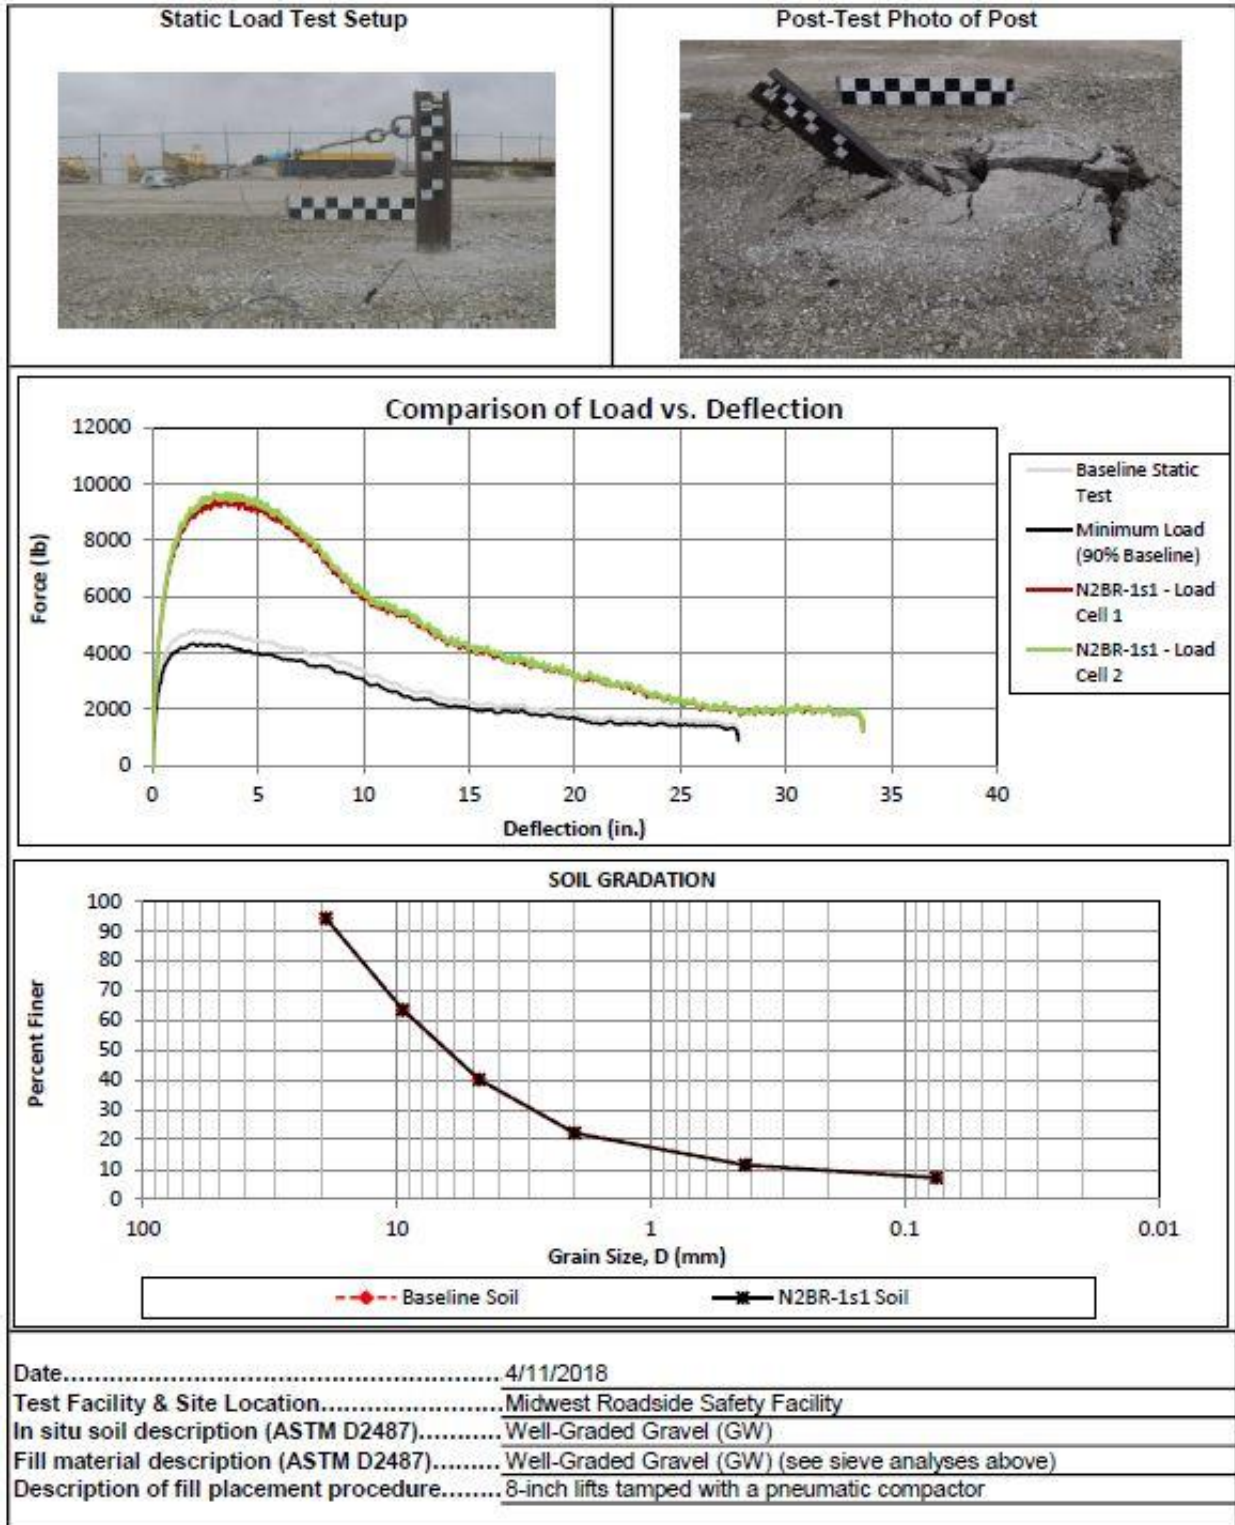 Static Load Test Setup
Post-Test Photo of Post
Comparison of Load vs. Deflection
12000
10000
8000
6000
4000
2000
0
Force (lb)
0 5 10 15 20 25 30 35 40
Deflection (in.)
Baseline Static
Test
Minimum Load
(90% Baseline)
N2BR-1s1 - Load
Cell 1
N2BR-1s1 - Load
Cell 2
SOIL GRADATION
100
90
80
70
60
50
40
30
20
10
0
Percent Finer
100 10 1 0.1 0.01
Grain Size, D (mm)
Baseline Soil N2BR-1s1 Soil
Date.................................................... 4/11/2018
Test Facility & Site Location...................... Midwest Roadside Safety Facility
In situ soil description (ASTM D2487).......... Well-Graded Gravel (GW)
Fill material description (ASTM D2487)......... Well-Graded Gravel (GW) (see sieve analyses above)
Description of fill placement procedure........ 8-inch lifts tamped with a pneumatic compactor